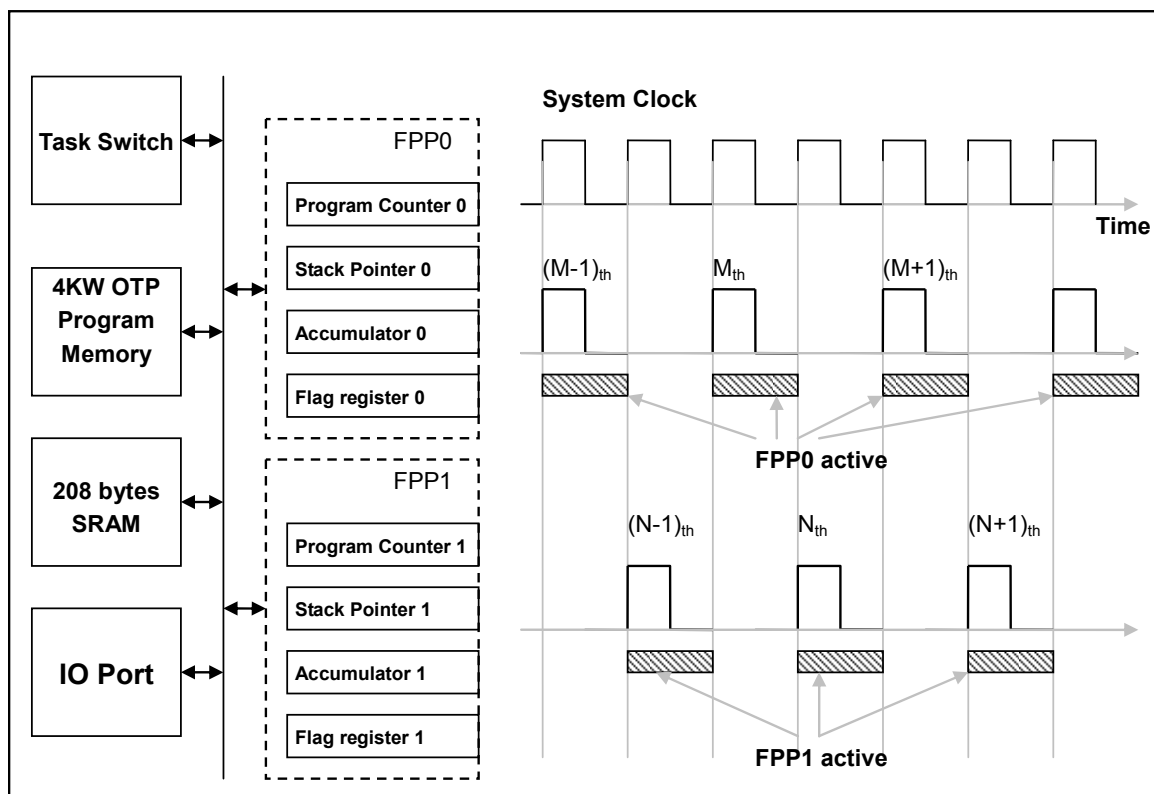 Task Switch
4KW OTP
Program
Memory
208 bytes
SRAM
IO Port
FPP0
Program Counter 0
Stack Pointer 0
Accumulator 0
Flag register 0
FPP1
Program Counter 1
Stack Pointer 1
Accumulator 1
Flag register 1
System Clock
Time
(M-1)th
Mth
(M+1)th
FPP0 active
(N-1)th
Nth
(N+1)th
FPP1 active